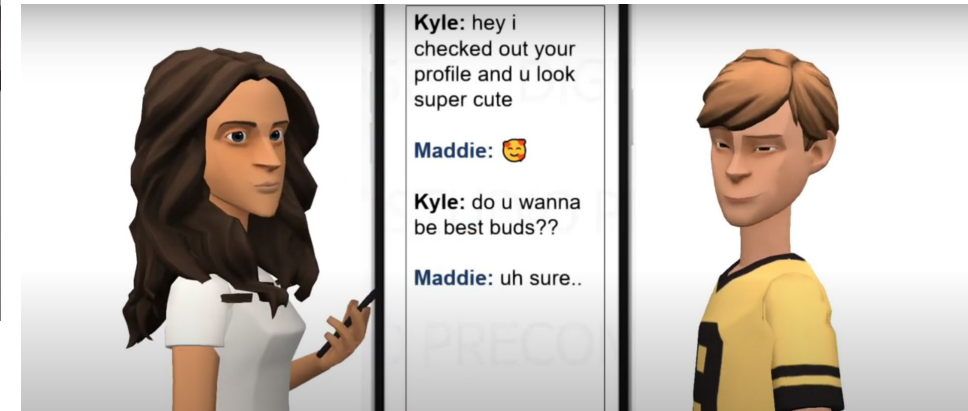 Kyle: hey i
checked out your
profile and u look
super cute
Maddie: 🥰
Kyle: do u wanna
be best buds??
Maddie: uh sure..
PRECO